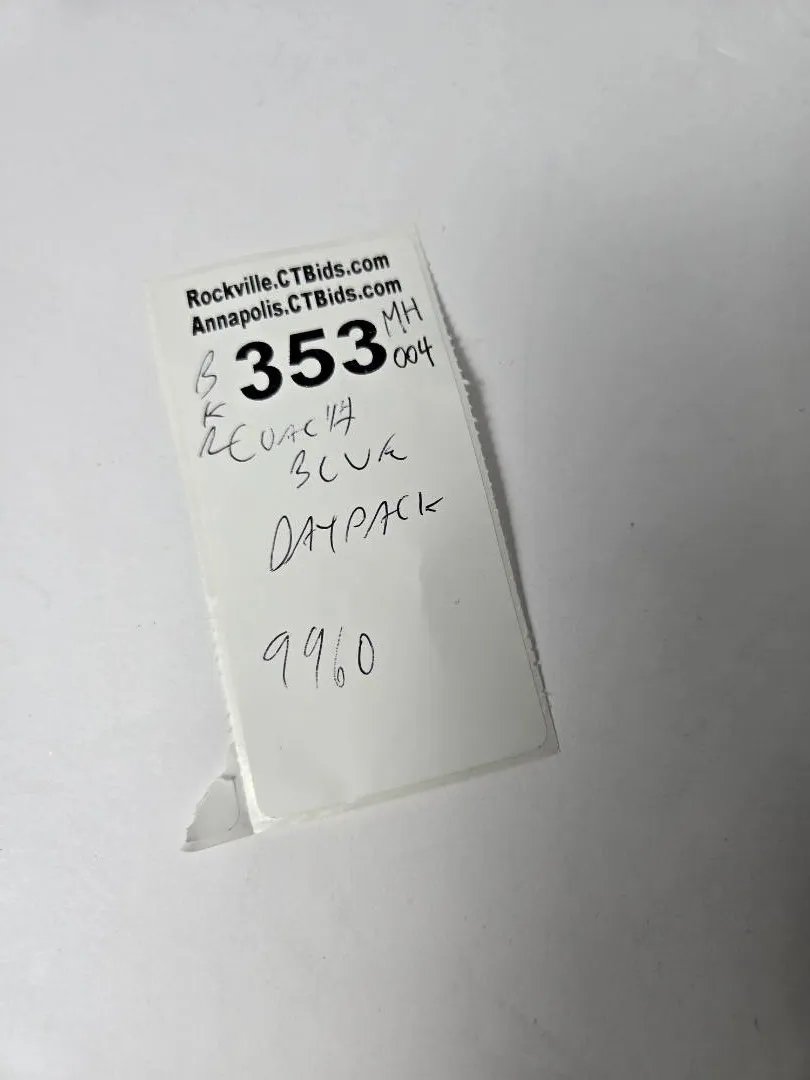 Rockville.CTBids.com
Annapolis.CTBids.com
B 353 MH
K 004
BLUE
DAYPACK
9960